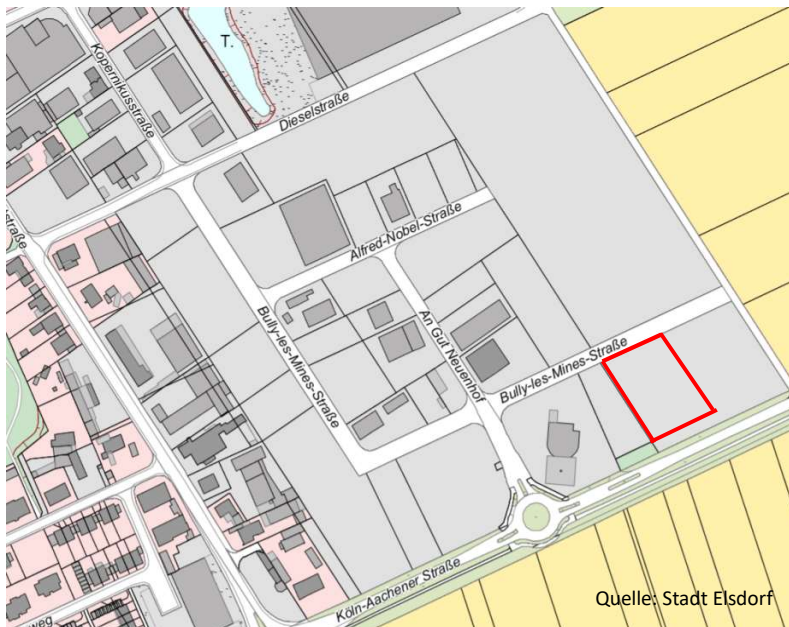 T.
Kopernikusstraße
Dieselstraße
straße
Alfred-Nobel-Straße
Bully-les-Mines-Straße
An Gut Neuenhof
Bully-les-Mines-Straße
Köln-Aachener Straße
weg
Quelle: Stadt Elsdorf